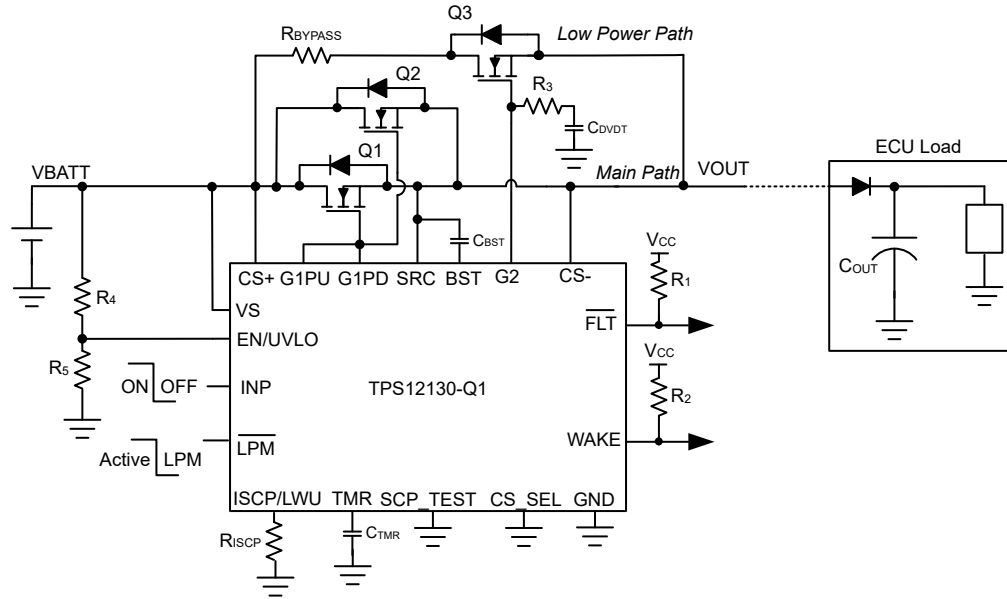 Q3
RBYPASS
Low Power Path
Q2
R3
CDVDT
Q1
ECU Load
VBATT
Main Path
VOUT
CBST
VCC
COUT
CS+ G1PU G1PD SRC BST G2 CS-
R1
R4
VS
FLT
EN/UVLO
VCC
R5
ON OFF
INP
TPS12130-Q1
R2
LPM
WAKE
Active LPM
ISCP/LWU TMR SCP_TEST CS_SEL GND
RISCP
CTMR